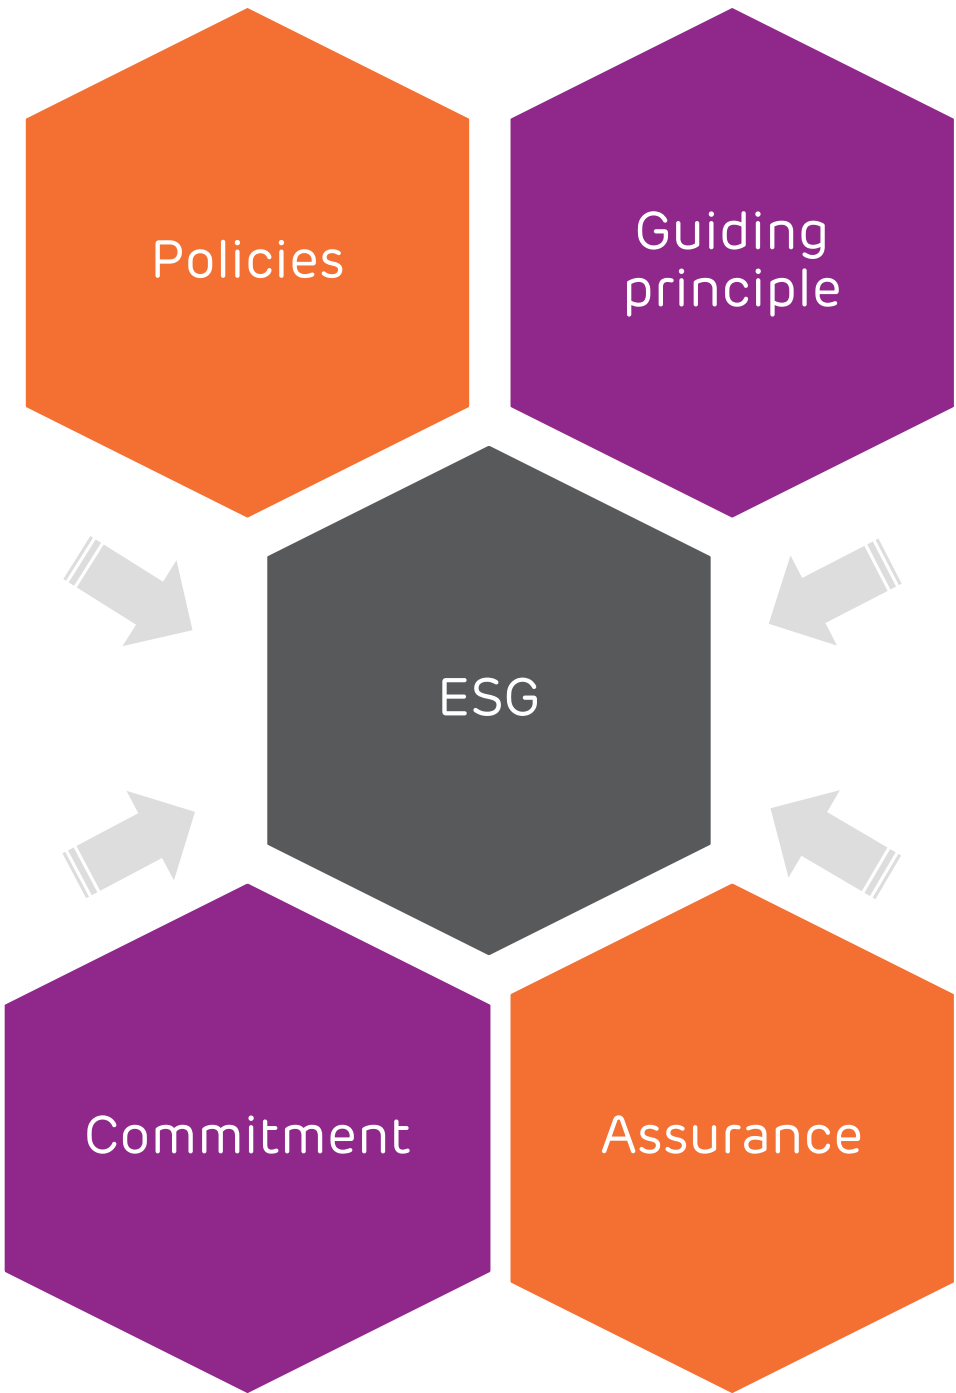 Policies
Guiding
principle
ESG
Commitment
Assurance